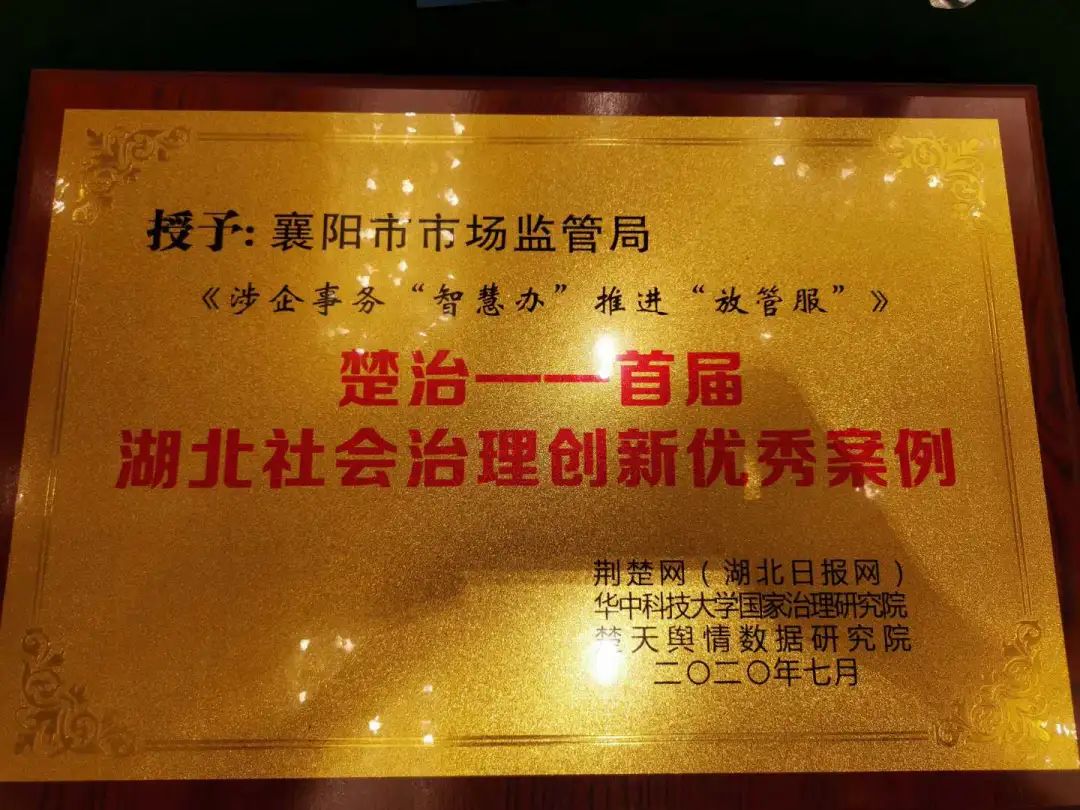 授予:襄阳市市场监管局
《涉企事务“智慧办”推进“放管服”》
楚治——首届
湖北社会治理创新优秀案例
荆楚网(湖北日报网)
华中科技大学国家治理研究院
楚天舆情数据研究院
二〇二〇年七月